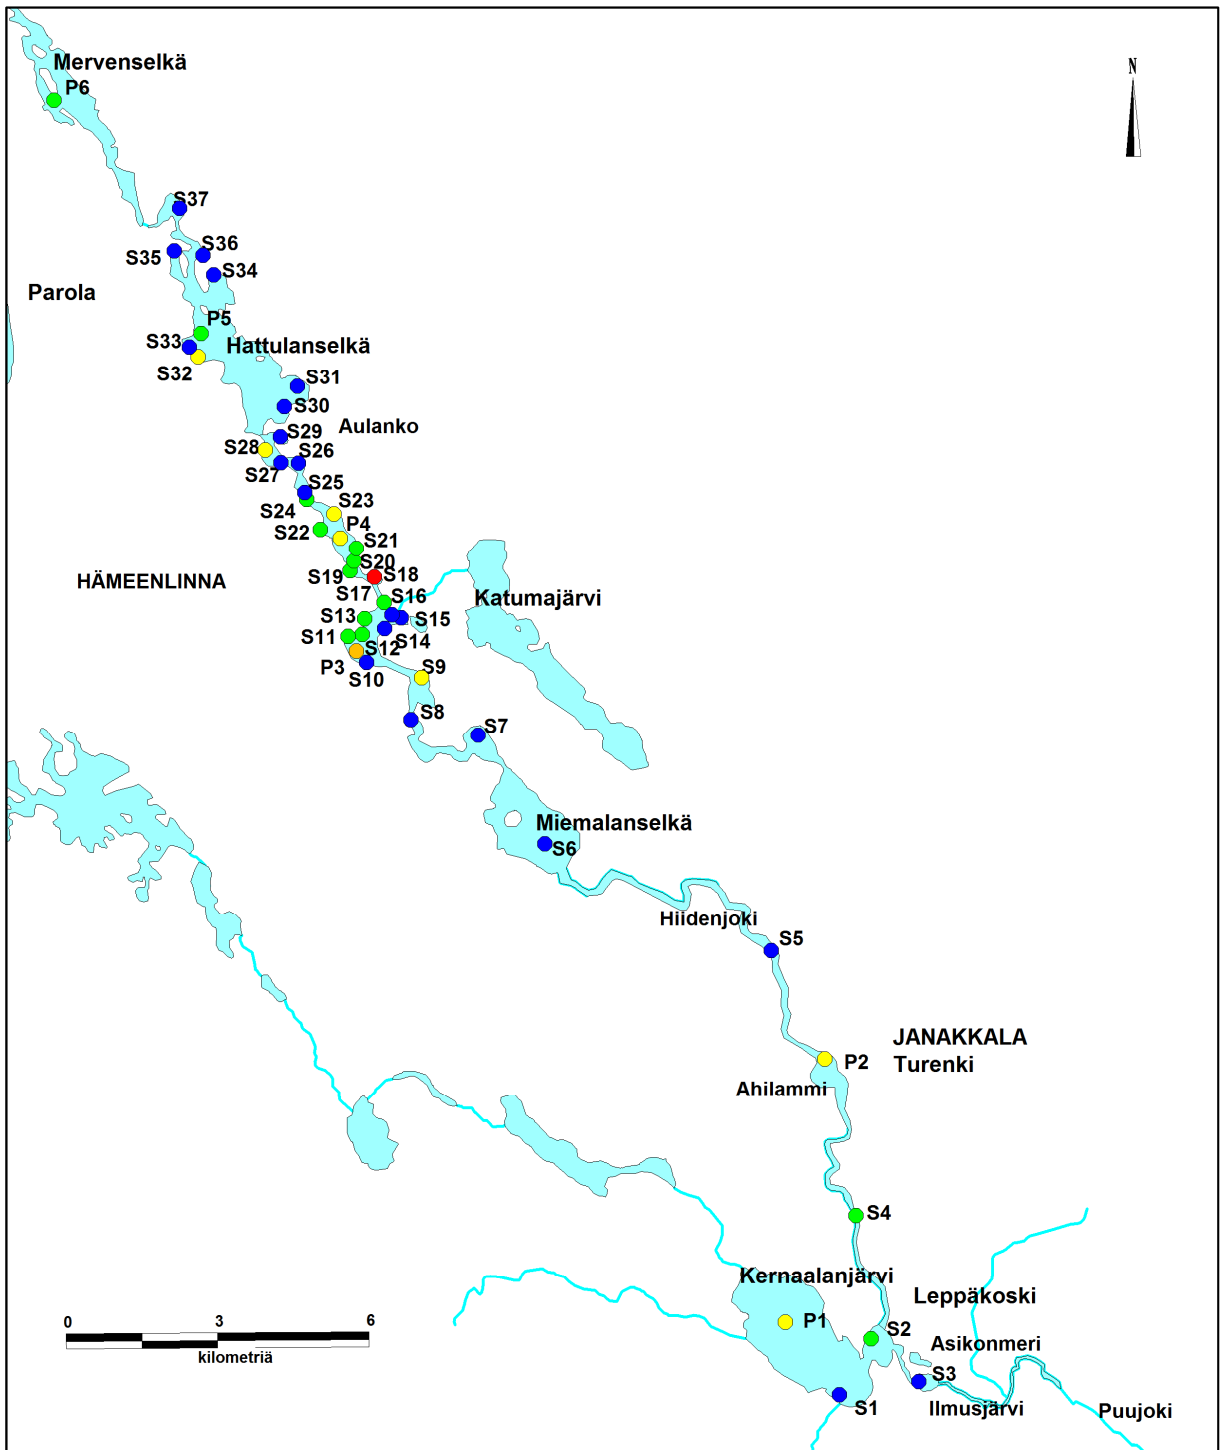 Mervenselkä
P6
N
S37
S36
S35
S34
Parola
P5
S33
Hattulanselkä
S32
S31
S30
Aulanko
S29
S28
S26
S27
S25
S24
S23
S22
P4
S21
S20
S19
S18
HÄMEENLINNA
S17
S16
Katumajärvi
S13
S15
S11
S14
S12
P3
S10
S9
S8
S7
Miemalanselkä
S6
Hiidenjoki
S5
JANAKKALA
Turenki
P2
Ahilammi
S4
Kernaalanjärvi
Leppäkoski
P1
S2
Asikonmeri
0 3 6
kilometriä
S3
S1
Ilmusjärvi
Puujoki